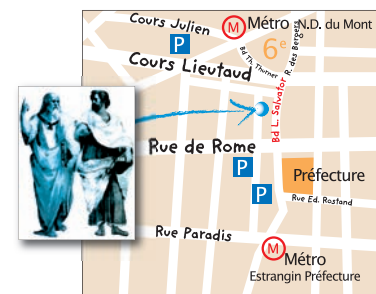 Cours Julien
M Métro N.D. du Mont
P
6e
Bd Th. Thurner
R. des Bergers
Cours Lieutaud
Bd L. Salvator
Rue de Rome
P
Préfecture
P
Rue Ed. Rostand
Rue Paradis
M
Métro
Estrangin Préfecture